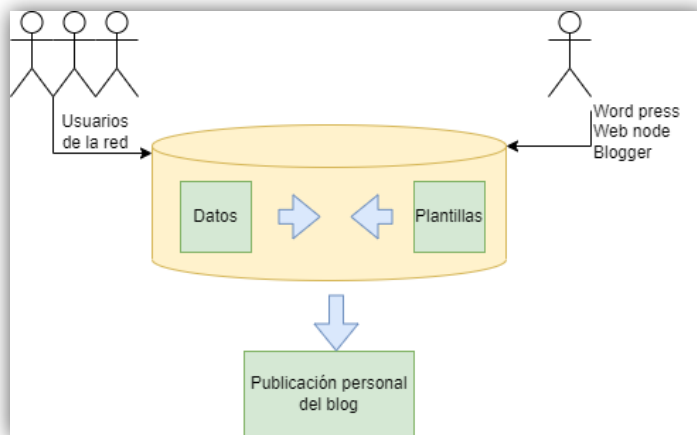 Usuarios
de la red
Word press
Web node
Blogger
Datos
Plantillas
Publicación personal
del blog